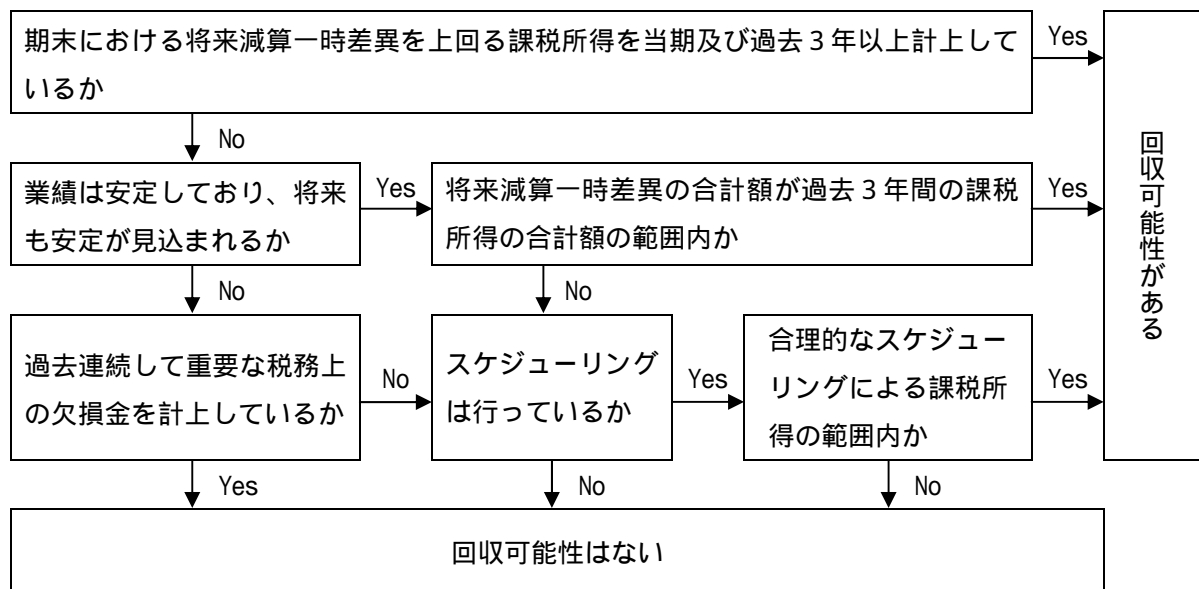 期末における将来減算一時差異を上回る課税所得を当期及び過去３年以上計上して
いるか
Yes
No
業績は安定しており、将来
も安定が見込まれるか
Yes
将来減算一時差異の合計額が過去３年間の課税
所得の合計額の範囲内か
Yes
回収可能性がある
No
No
過去連続して重要な税務上
の欠損金を計上しているか
No
スケジューリング
は行っているか
Yes
合理的なスケジュー
リングによる課税所
得の範囲内か
Yes
Yes
No
No
回収可能性はない